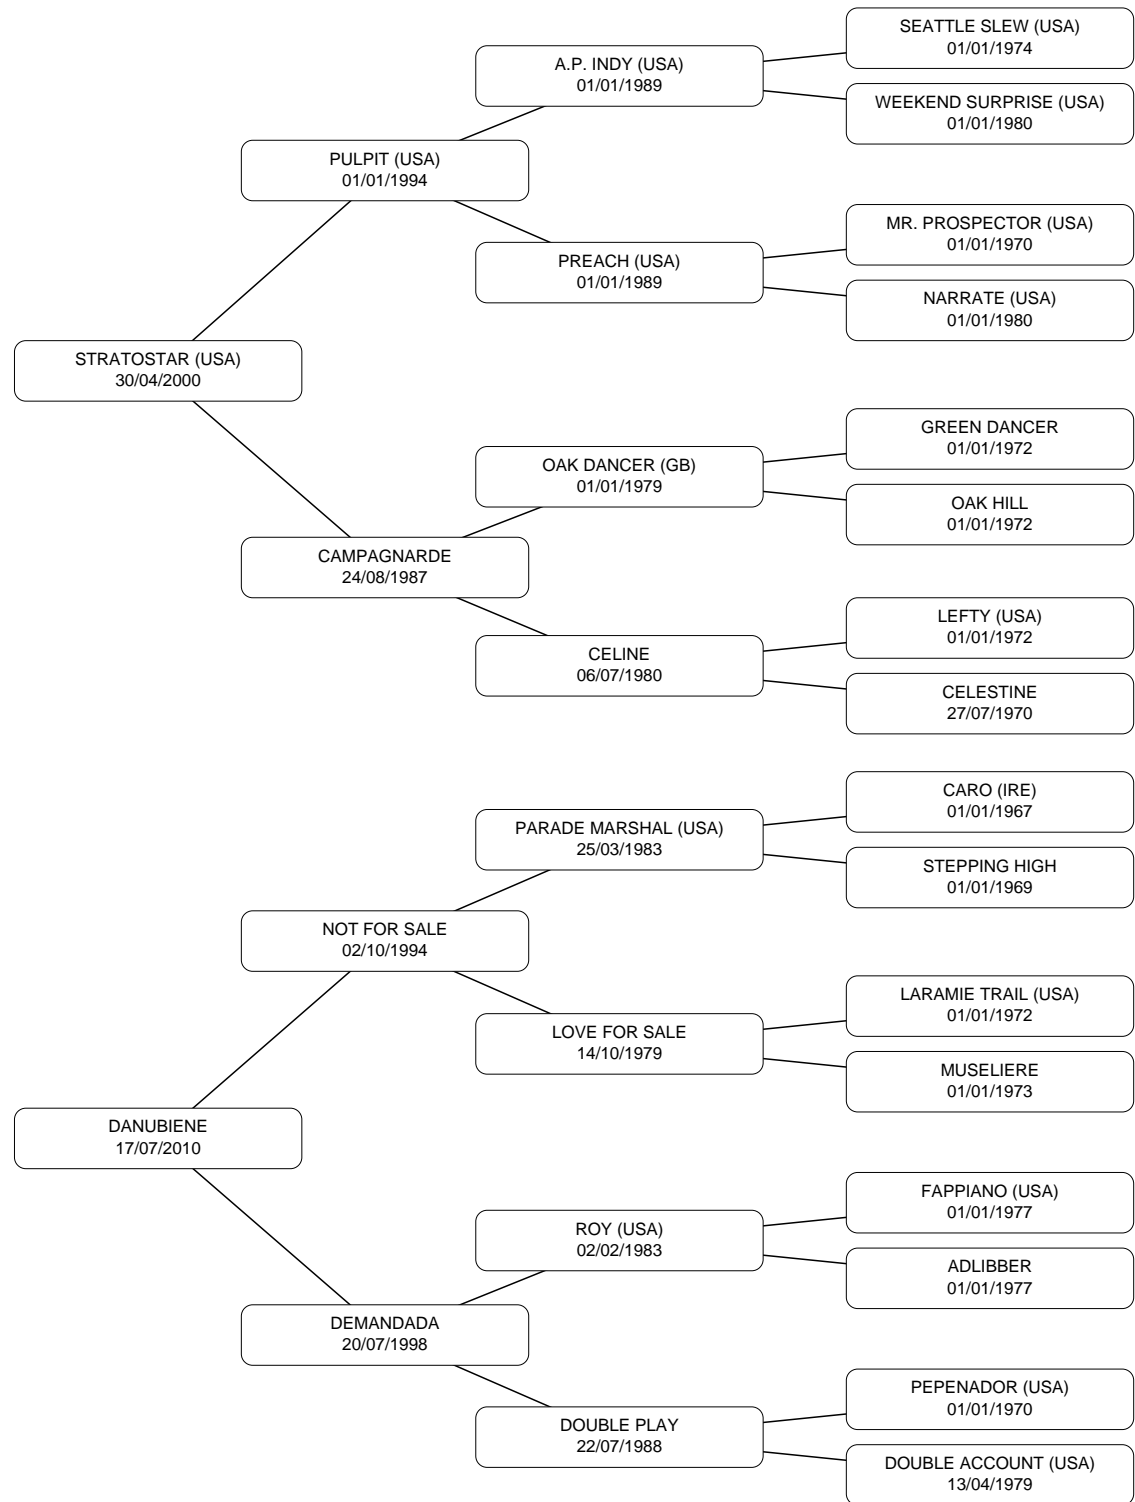 SEATTLE SLEW (USA)
01/01/1974
A.P. INDY (USA)
01/01/1989
WEEKEND SURPRISE (USA)
01/01/1980
PULPIT (USA)
01/01/1994
MR. PROSPECTOR (USA)
01/01/1970
PREACH (USA)
01/01/1989
NARRATE (USA)
01/01/1980
STRATOSTAR (USA)
30/04/2000
GREEN DANCER
01/01/1972
OAK DANCER (GB)
01/01/1979
OAK HILL
01/01/1972
CAMPAGNARDE
24/08/1987
LEFTY (USA)
01/01/1972
CELINE
06/07/1980
CELESTINE
27/07/1970
CARO (IRE)
01/01/1967
PARADE MARSHAL (USA)
25/03/1983
STEPPING HIGH
01/01/1969
NOT FOR SALE
02/10/1994
LARAMIE TRAIL (USA)
01/01/1972
LOVE FOR SALE
14/10/1979
MUSELIERE
01/01/1973
DANUBIENE
17/07/2010
FAPPIANO (USA)
01/01/1977
ROY (USA)
02/02/1983
ADLIBBER
01/01/1977
DEMANDADA
20/07/1998
PEPENADOR (USA)
01/01/1970
DOUBLE PLAY
22/07/1988
DOUBLE ACCOUNT (USA)
13/04/1979